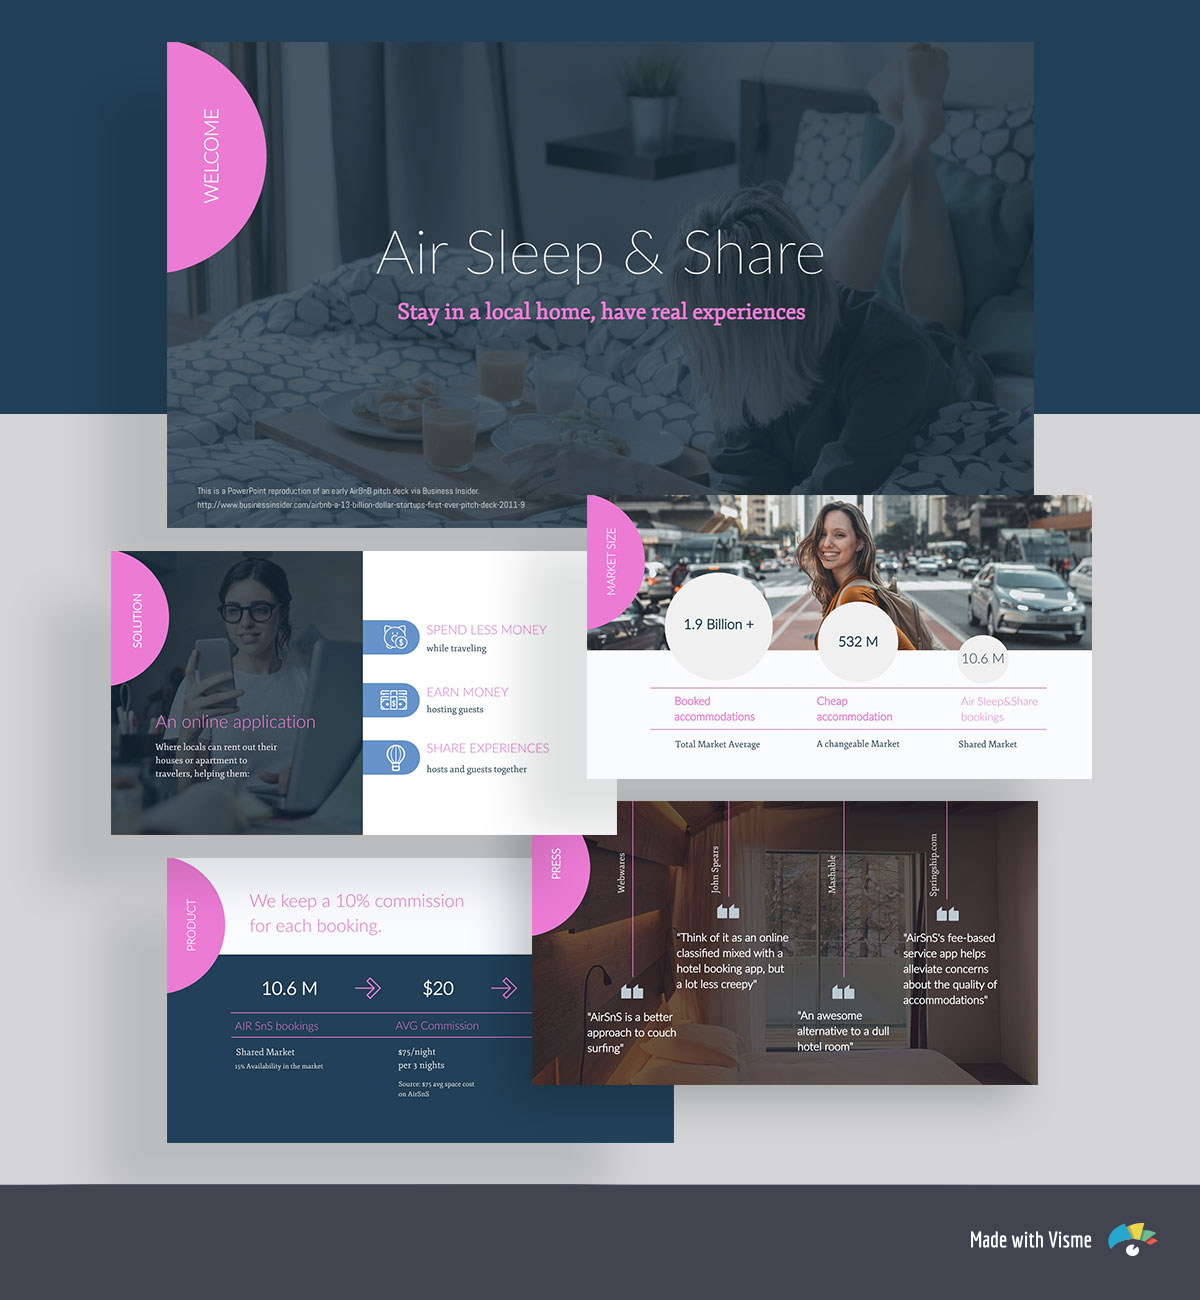 WELCOME
Air Sleep & Share
Stay in a local home, have real experiences
This is a PowerPoint reproduction of an early AirBnB pitch deck via Business Insider.
http://www.businessinsider.com/airbnb-a-13-billion-dollar-startups-first-ever-pitch-deck-2011-9
MARKET SIZE
1.9 Billion +
532 M
10.6 M
Booked
accommodations
Total Market Average
Cheap
accommodation
A changeable Market
Air Sleep&Share
bookings
Shared Market
SOLUTION
An online application
Where locals can rent out their
houses or apartment to
travelers, helping them:
SPEND LESS MONEY
while traveling
EARN MONEY
hosting guests
SHARE EXPERIENCES
hosts and guests together
PRESS
Webwares
"AirSnS is a better
approach to couch
surfing"
John Spears
"Think of it as an online
classified mixed with a
hotel booking app, but
a lot less creepy"
Mashable
"An awesome
alternative to a dull
hotel room"
Springship.com
"AirSnS's fee-based
service app helps
alleviate concerns
about the quality of
accommodations"
PRODUCT
We keep a 10% commission
for each booking.
10.6 M
AIR SnS bookings
Shared Market
15% Availability in the market
$20
AVG Commission
$75/night
per 3 nights
Source: $75 avg space cost
on AirSnS
Made with Visme